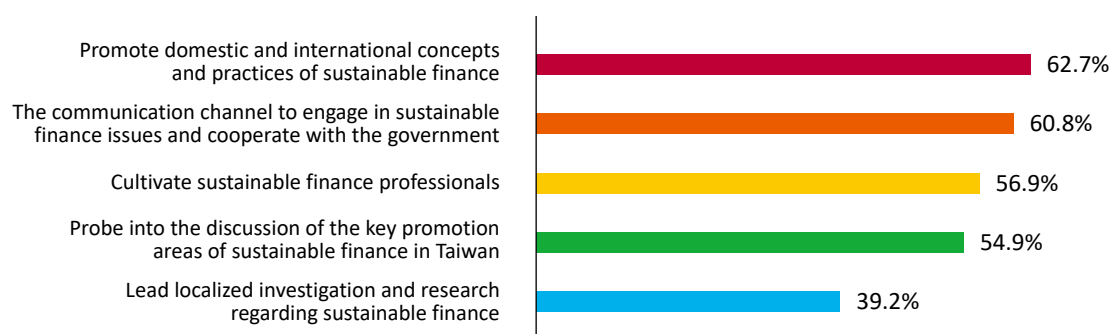 Promote domestic and international concepts
and practices of sustainable finance
62.7%
The communication channel to engage in sustainable
finance issues and cooperate with the government
60.8%
Cultivate sustainable finance professionals
56.9%
Probe into the discussion of the key promotion
areas of sustainable finance in Taiwan
54.9%
Lead localized investigation and research
regarding sustainable finance
39.2%